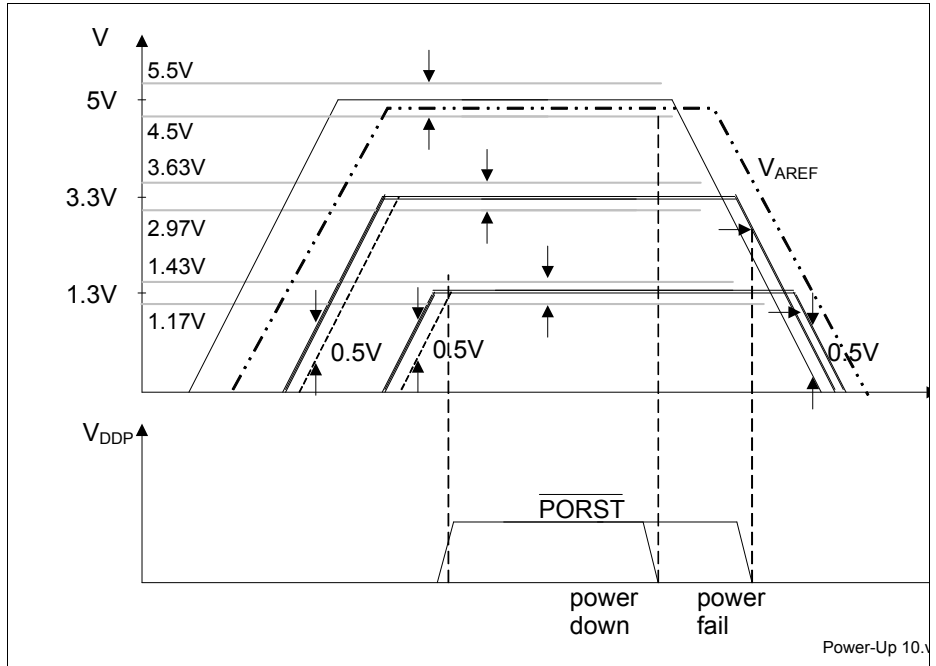 V
5.5V
5V
4.5V
3.63V
VAREF
3.3V
2.97V
1.43V
1.3V
1.17V
0.5V
0.5V
0.5V
VDDP
PORST
power down
power fail
Power-Up 10.v